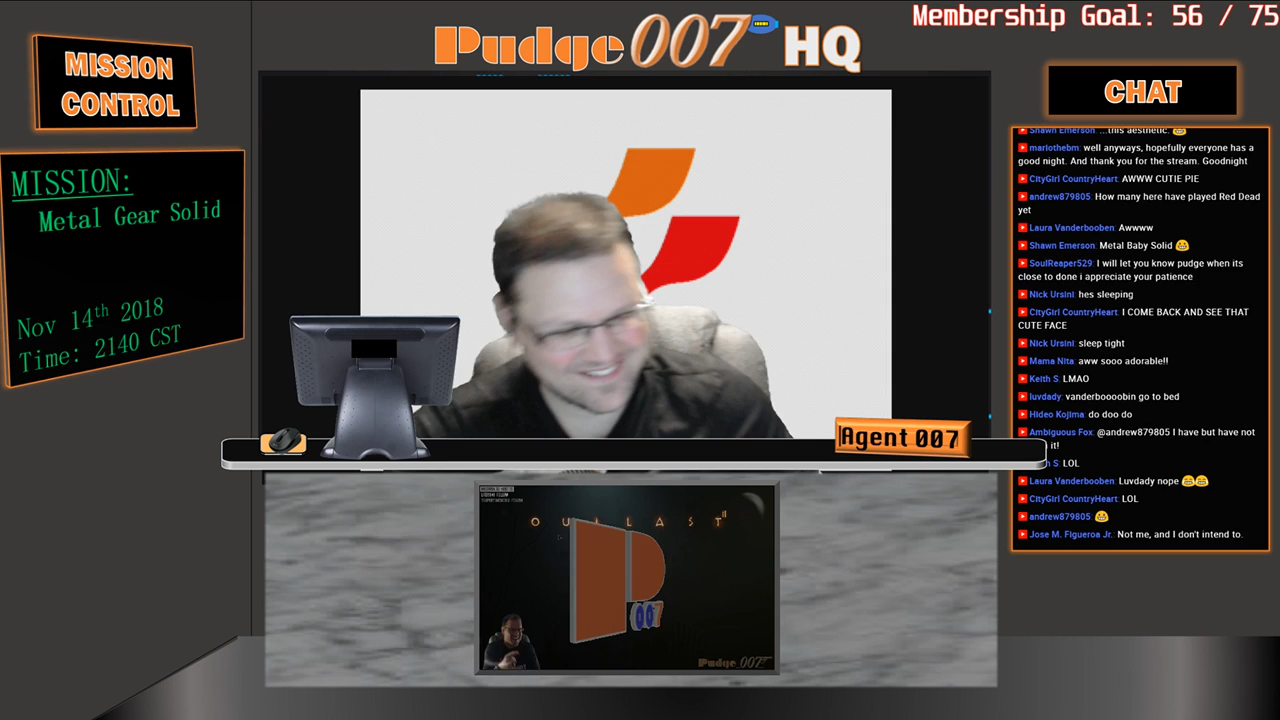 Membership Goal: 56 / 75
Pudge 007 HQ
MISSION
CONTROL
CHAT
MISSION:
Metal Gear Solid
Nov 14th 2018
Time: 2140 CST
Shawn Emerson: ...this aesthetic. 😂
mariothebm: well anyways, hopefully everyone has a
good night. And thank you for the stream. Goodnight
CityGirl CountryHeart: AWWW CUTIE PIE
andrew879805: How many here have played Red Dead
yet
Laura Vanderbooben: Awwww
Shawn Emerson: Metal Baby Solid 😂
SoulReaper529: I will let you know pudge when its
close to done i appreciate your patience
Nick Ursini: hes sleeping
CityGirl CountryHeart: I COME BACK AND SEE THAT
CUTE FACE
Nick Ursini: sleep tight
Mama Nita: aww sooo adorable!!
Keith S: LMAO
luvdady: vanderboooobin go to bed
Hideo Kojima: do doo do
Ambiguous Fox: @andrew879805 I have but have not
it!
S: LOL
Laura Vanderbooben: Luvdady nope 😂😂
CityGirl CountryHeart: LOL
andrew879805: 😂
Jose M. Figueroa Jr.: Not me, and I don't intend to.
Agent 007
OUTLAST II
P
007
Pudge 007